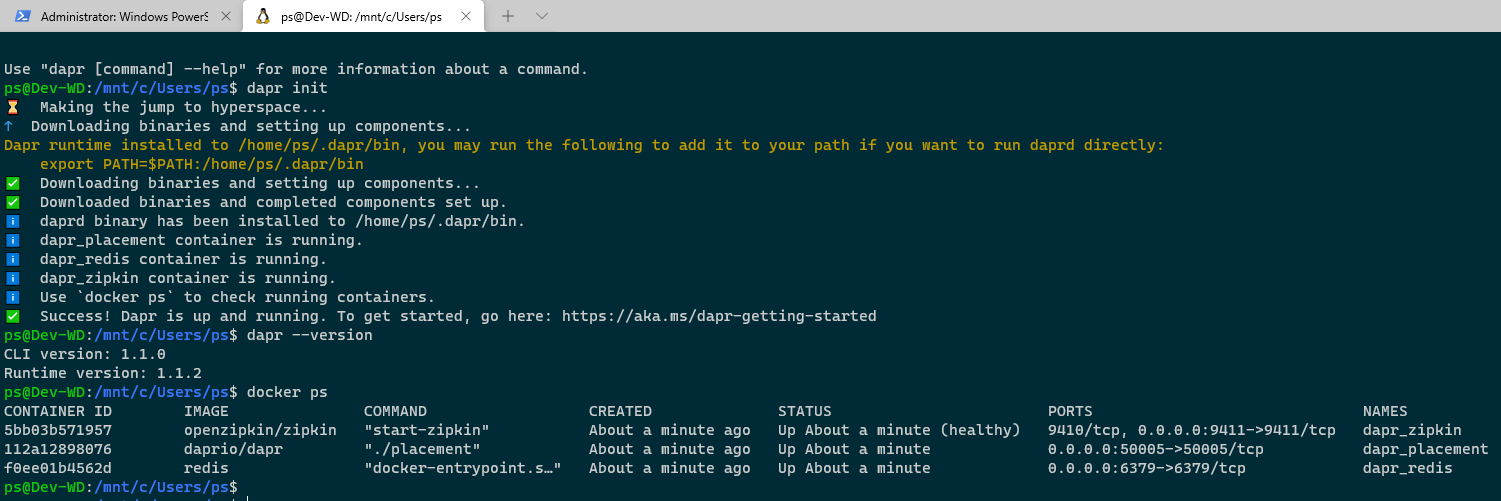 Administrator: Windows PowerS
ps@Dev-WD: /mnt/c/Users/ps
Use "dapr [command] --help" for more information about a command.
ps@Dev-WD:/mnt/c/Users/ps$ dapr init
Making the jump to hyperspace...
Downloading binaries and setting up components...
Dapr runtime installed to /home/ps/.dapr/bin, you may run the following to add it to your path if you want to run daprd directly:
export PATH=$PATH:/home/ps/.dapr/bin
Downloading binaries and setting up components...
Downloaded binaries and completed components set up.
daprd binary has been installed to /home/ps/.dapr/bin.
dapr_placement container is running.
dapr_redis container is running.
dapr_zipkin container is running.
Use `docker ps` to check running containers.
Success! Dapr is up and running. To get started, go here: https://aka.ms/dapr-getting-started
ps@Dev-WD:/mnt/c/Users/ps$ dapr --version
CLI version: 1.1.0
Runtime version: 1.1.2
ps@Dev-WD:/mnt/c/Users/ps$ docker ps
CONTAINER ID IMAGE COMMAND CREATED STATUS PORTS NAMES
5bb03b571957 openzipkin/zipkin "start-zipkin" About a minute ago Up About a minute (healthy) 9410/tcp, 0.0.0.0:9411->9411/tcp dapr_zipkin
112a12898076 daprio/dapr "./placement" About a minute ago Up About a minute 0.0.0.0:50005->50005/tcp dapr_placement
f0ee01b4562d redis "docker-entrypoint.s…" About a minute ago Up About a minute 0.0.0.0:6379->6379/tcp dapr_redis
ps@Dev-WD:/mnt/c/Users/ps$